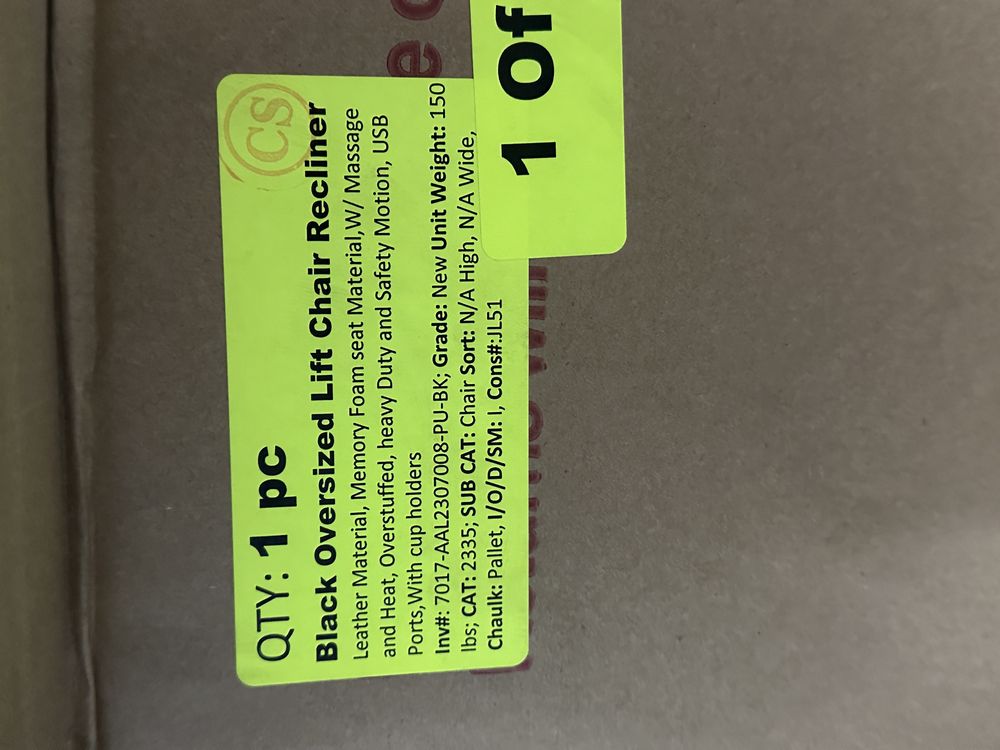 CS
QTY: 1 pc
Black Oversized Lift Chair Recliner
Leather Material, Memory Foam seat Material,W/ Massage
and Heat, Overstuffed, heavy Duty and Safety Motion, USB
Ports,With cup holders
Inv#: 7017-AAL2307008-PU-BK; Grade: New Unit Weight: 150
lbs; CAT: 2335; SUB CAT: Chair Sort: N/A High, N/A Wide,
Chaulk: Pallet, I/O/D/SM: I, Cons#:JL51
1 Of